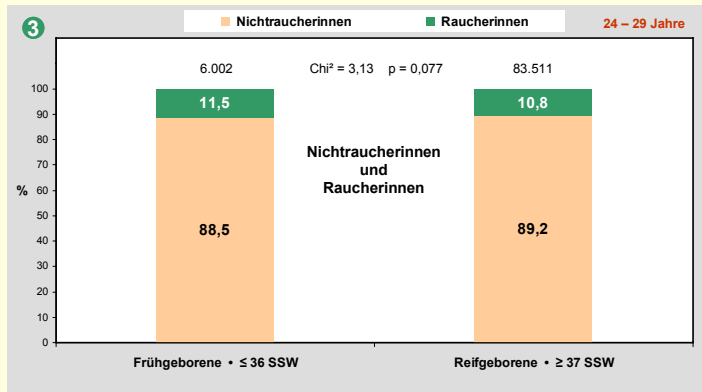 3
Nichtraucherinnen Raucherinnen 24 – 29 Jahre
6.002 Chi² = 3,13 p = 0,077 83.511
100
90
80
70
60
50
40
30
20
10
0
%
11,5
10,8
Nichtraucherinnen
und
Raucherinnen
88,5
89,2
Frühgeborene • ≤ 36 SSW
Reifgeborene • ≥ 37 SSW